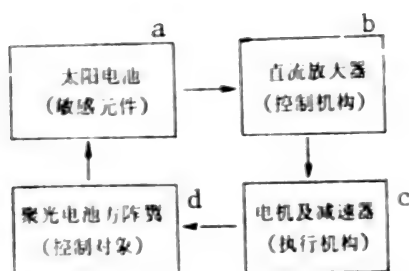 a
太阳电池
(敏感元件)
b
直流放大器
(控制机构)
d
聚光电池方阵
(控制对象)
c
电机及减速器
(执行机构)